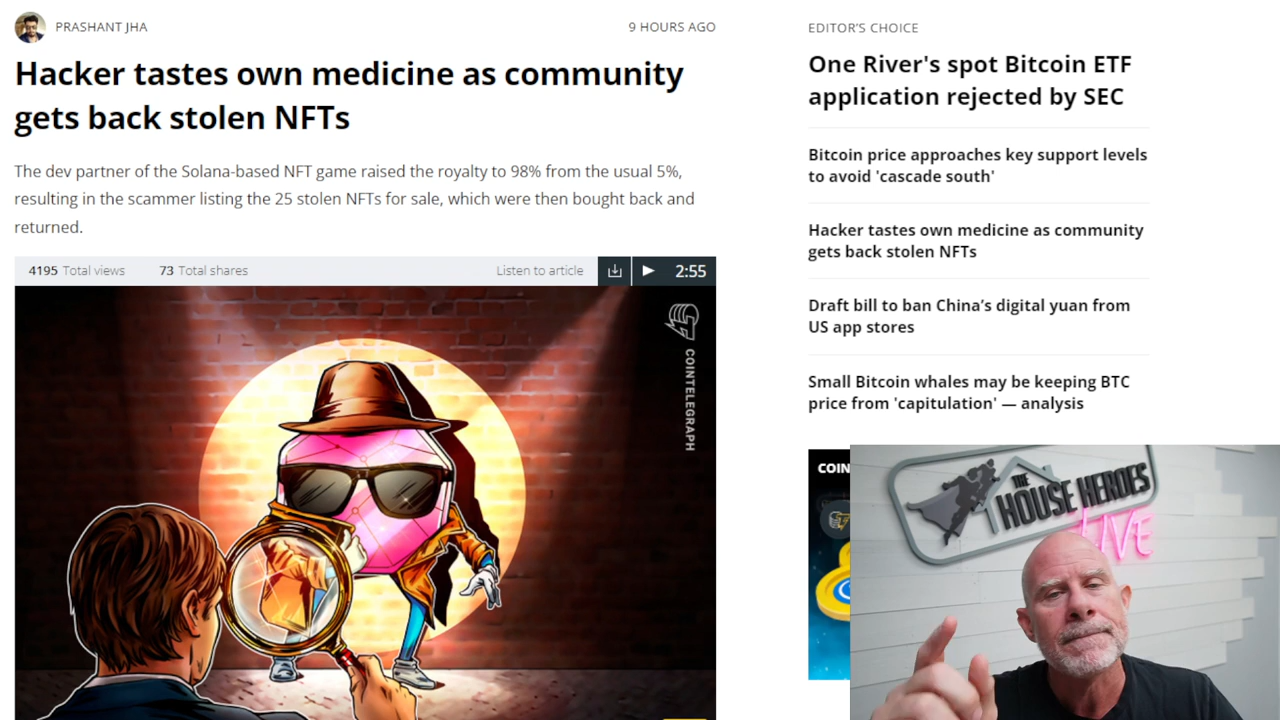 PRASHANT JHA
9 HOURS AGO
Hacker tastes own medicine as community
gets back stolen NFTs
The dev partner of the Solana-based NFT game raised the royalty to 98% from the usual 5%,
resulting in the scammer listing the 25 stolen NFTs for sale, which were then bought back and
returned.
4195 Total views
73 Total shares
Listen to article
2:55
COINTELEGRAPH
EDITOR'S CHOICE
One River's spot Bitcoin ETF
application rejected by SEC
Bitcoin price approaches key support levels
to avoid 'cascade south'
Hacker tastes own medicine as community
gets back stolen NFTs
Draft bill to ban China’s digital yuan from
US app stores
Small Bitcoin whales may be keeping BTC
price from 'capitulation' — analysis
COIN
THE
HOUSE HEROES
LIVE